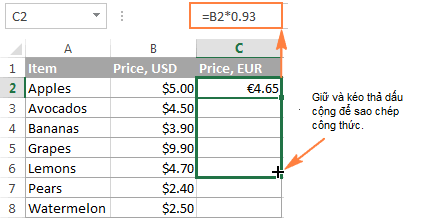 C2 =B2*0.93
A B C
1 Item Price, USD Price, EUR
2 Apples $5.00 €4.65
3 Avocados $4.50
4 Bananas $3.90
5 Grapes $9.90
6 Lemons $4.70
7 Pears $2.40
8 Watermelon $2.50
Giữ và kéo thả dấu
cộng để sao chép
công thức.